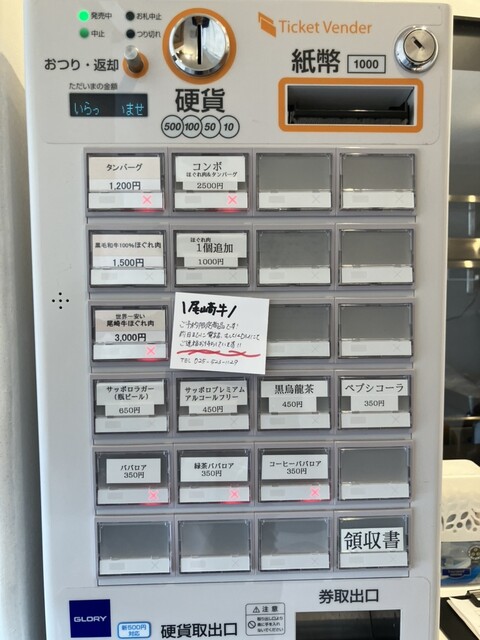 発売中
お札中止
中止
つり切れ
Ticket Vender
おつり・返却
紙幣 1000
ただいまの金額
いらっ ませ
硬貨
500 100 50 10
タンバーグ
1,200円
コンボ
ほぐれ肉&タンバーグ
2500円
黒毛和牛100%ほぐれ肉
1,500円
ほぐれ肉
1個追加
1000円
世界一安い
尾崎牛ほぐれ肉
3,000円
尾崎牛
サッポロラガー
(瓶ビール)
650円
サッポロプレミアム
アルコールフリー
450円
黒烏龍茶
450円
ペプシコーラ
350円
ババロア
350円
緑茶ババロア
350円
コーヒーババロア
350円
領収書
券取出口
GLORY
新500円
対応
硬貨取出口
注意